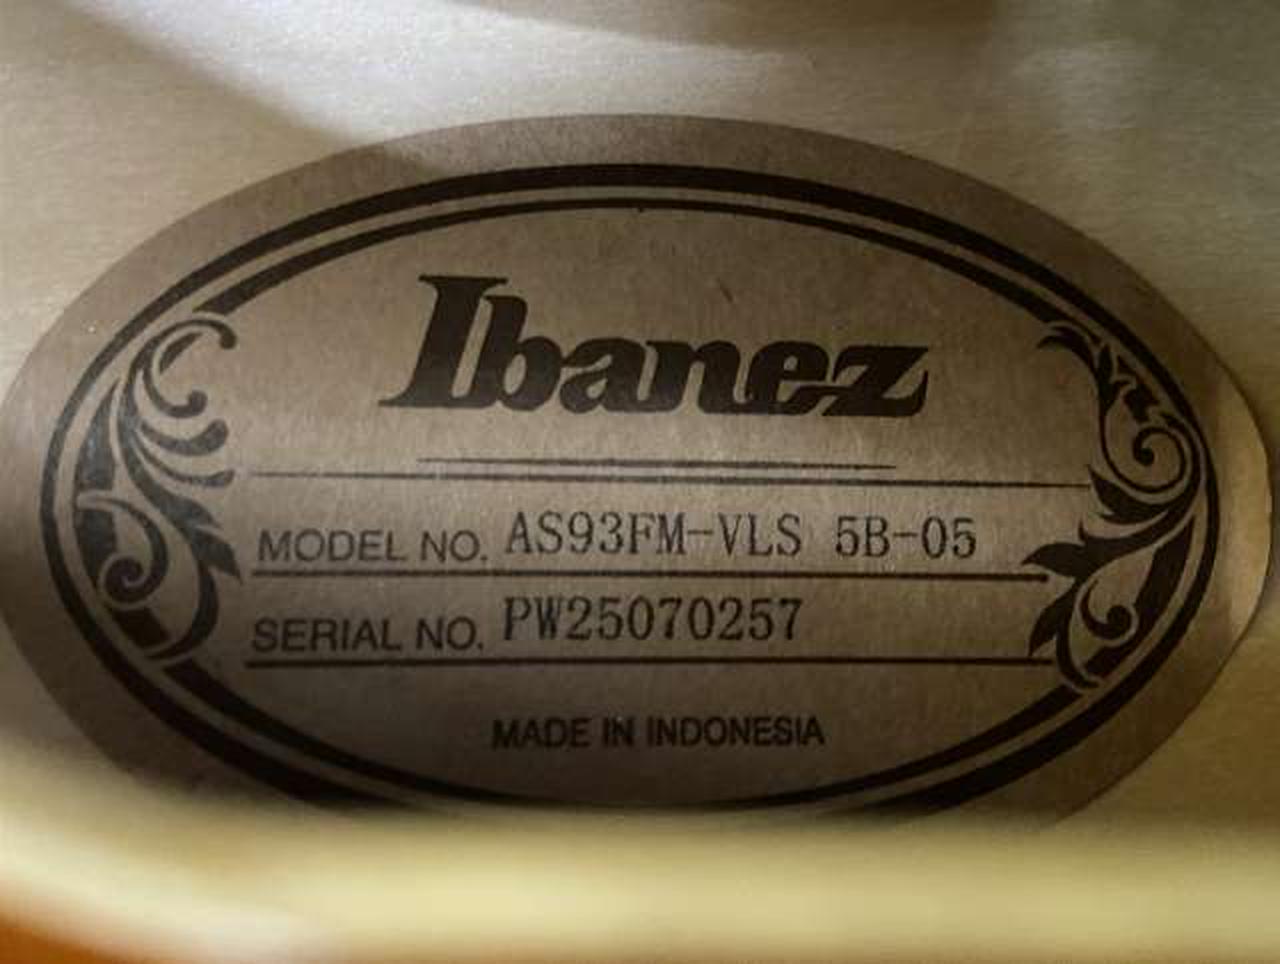 Ibanez
MODEL NO. AS93FM-VLS 5B-05
SERIAL NO. PW25070257
MADE IN INDONESIA